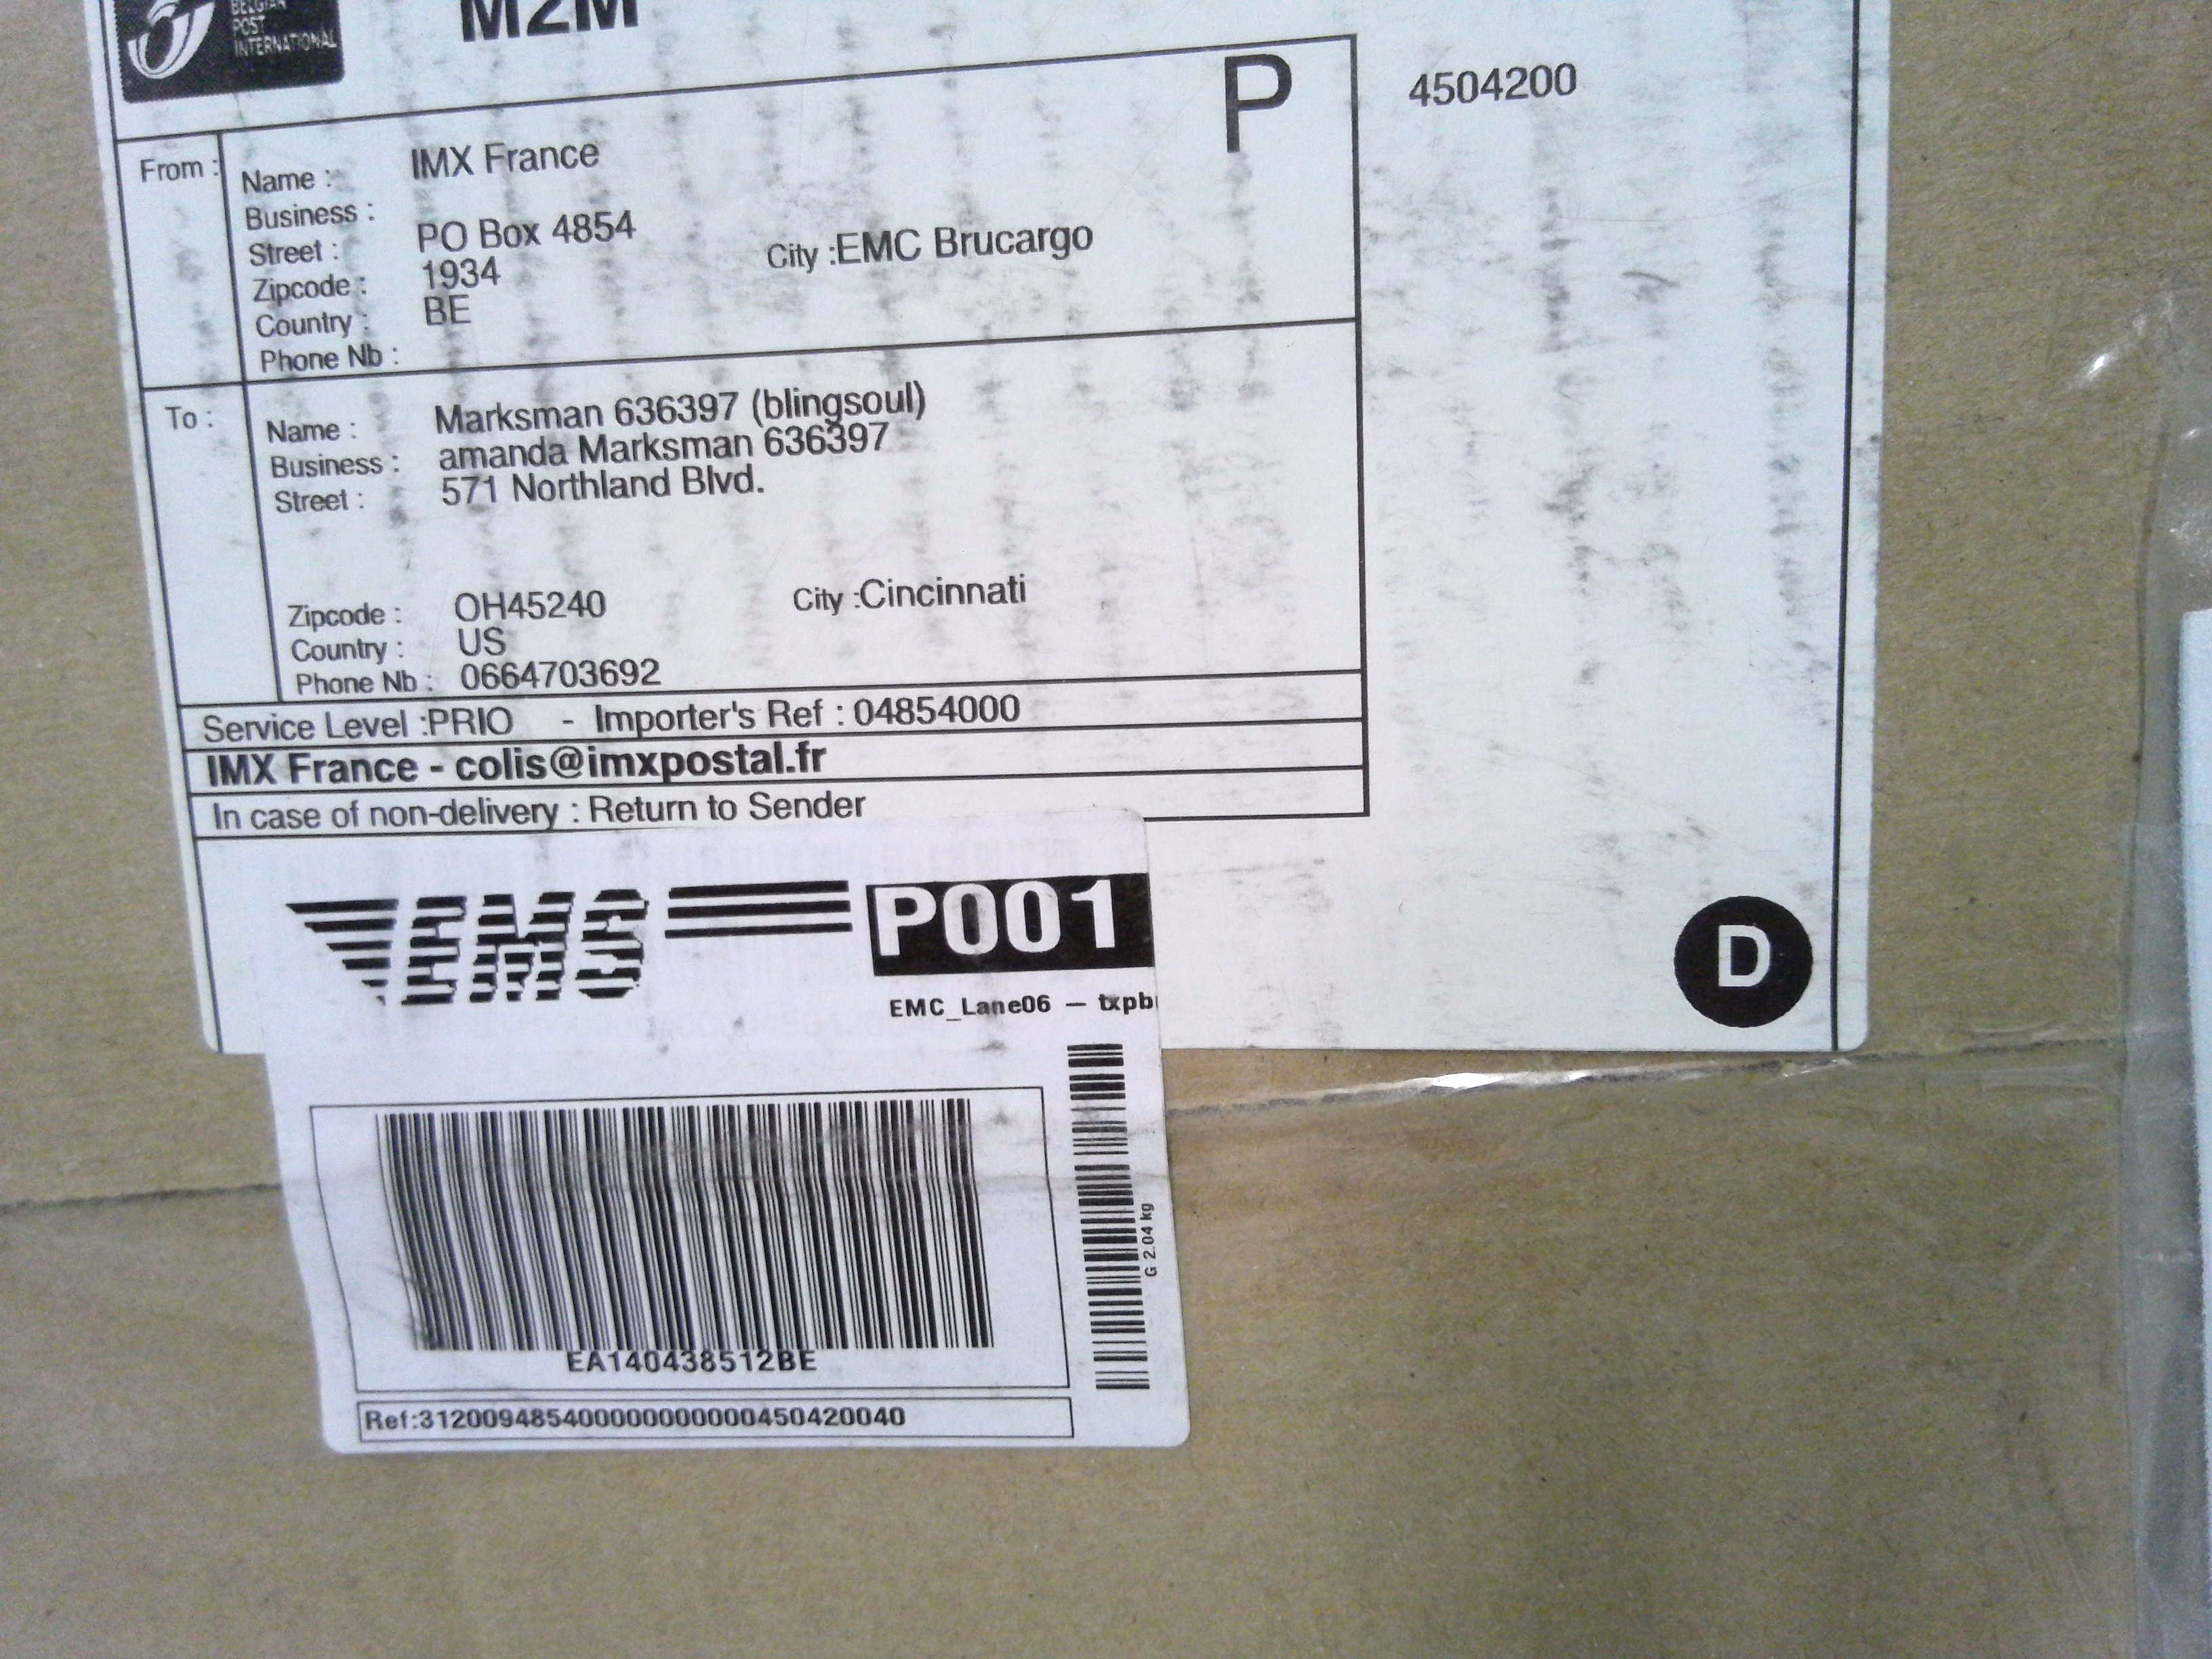 BELGIAN
POST
INTERNATIONAL
M2M
P
4504200
From :
Name : IMX France
Business :
Street : PO Box 4854
Zipcode : 1934 City :EMC Brucargo
Country : BE
Phone Nb :
To :
Name : Marksman 636397 (blingsoul)
Business : amanda Marksman 636397
Street : 571 Northland Blvd.
Zipcode : OH45240 City :Cincinnati
Country : US
Phone Nb : 0664703692
Service Level :PRIO - Importer's Ref : 04854000
IMX France - colis@imxpostal.fr
In case of non-delivery : Return to Sender
EMS P001
EMC_Lane06 — txpb
D
G 2.04 kg
EA140438512BE
Ref:3120094854000000000000450420040